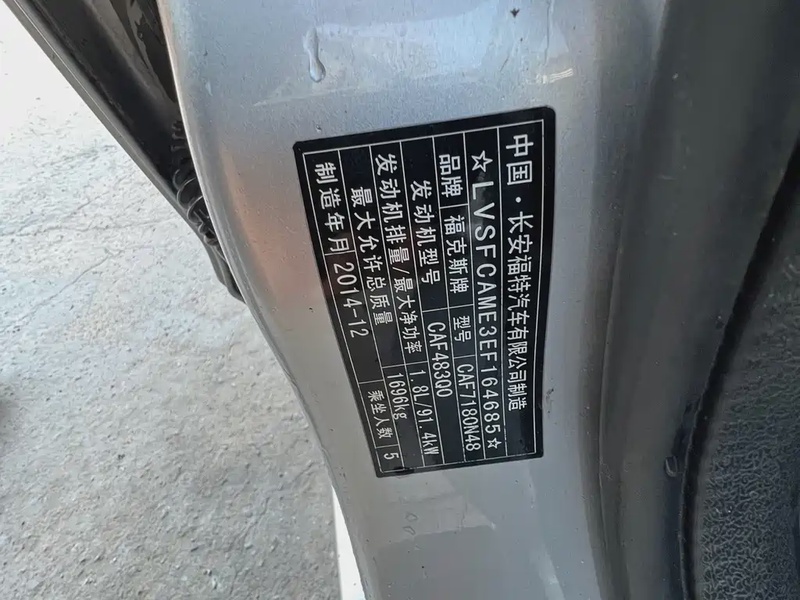 中国·长安福特汽车有限公司制造
☆LVSFCAME3EF164685☆
品牌 福克斯牌 型号 CAF7180N48
发动机型号 CAF483Q0
发动机排量/最大净功率 1.8L/91.4kW
最大允许总质量 1696kg
制造年月 2014-12 乘坐人数 5